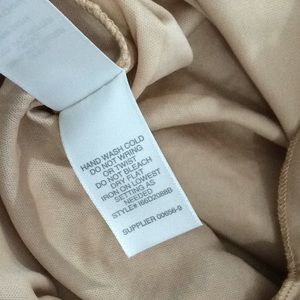 HAND WASH COLD
DO NOT WRING
OR TWIST
DO NOT BLEACH
DRY FLAT
IRON ON LOWEST
SETTING AS
NEEDED
STYLE# I66D2088B
SUPPLIER 00656-9